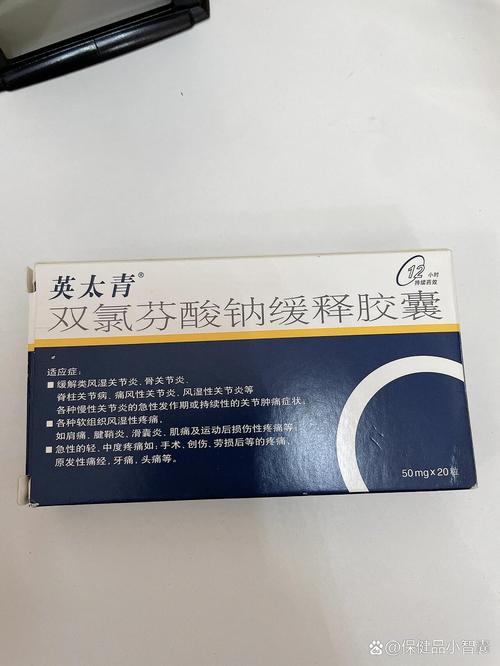 英太青®
12 小时
持续药效
双氯芬酸钠缓释胶囊
适应症:
■ 缓解类风湿关节炎、骨关节炎、
脊柱关节病、痛风性关节炎、风湿性关节炎等
各种慢性关节炎的急性发作期或持续性的关节肿痛症状;
■ 各种软组织风湿性疼痛,
如肩痛、腱鞘炎、滑囊炎、肌痛及运动后损伤性疼痛等;
■ 急性的轻、中度疼痛如:手术、创伤、劳损后等的疼痛,
原发性痛经,牙痛,头痛等。
50mg×20粒
@保健品小智囊